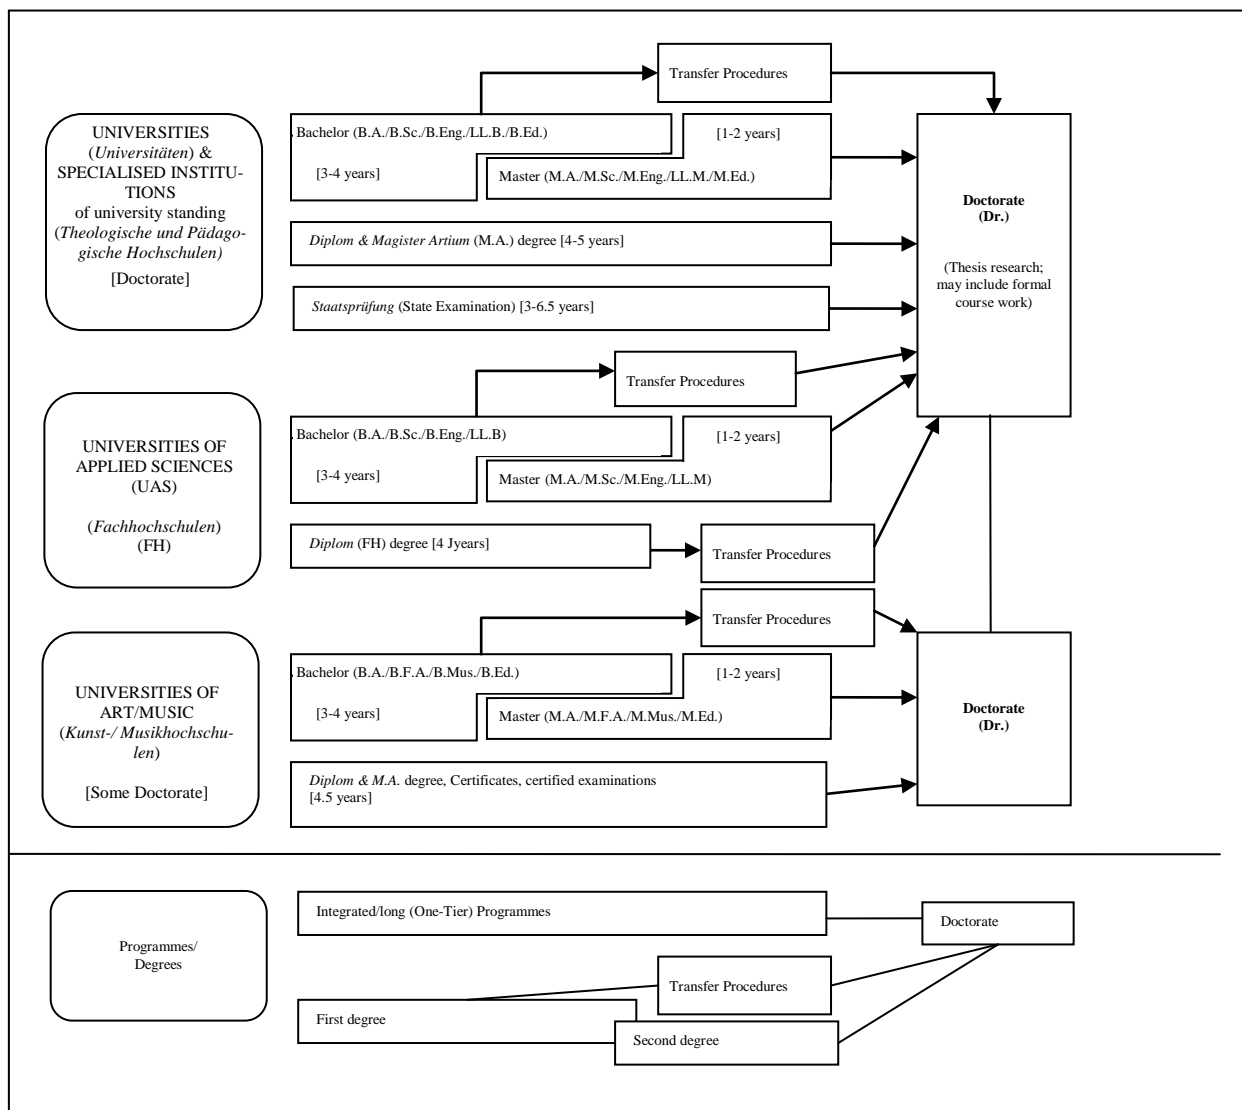 Transfer Procedures
UNIVERSITIES
(Universitäten) &
SPECIALISED INSTITU-
TIONS
of university standing
(Theologische und Pädago-
gische Hochschulen)
[Doctorate]
. Bachelor (B.A./B.Sc./B.Eng./LL.B./B.Ed.)
[3-4 years]
[1-2 years]
Master (M.A./M.Sc./M.Eng./LL.M./M.Ed.)
Diplom & Magister Artium (M.A.) degree [4-5 years]
Staatsprüfung (State Examination) [3-6.5 years]
Doctorate
(Dr.)
(Thesis research;
may include formal
course work)
Transfer Procedures
UNIVERSITIES OF
APPLIED SCIENCES
(UAS)
(Fachhochschulen)
(FH)
. Bachelor (B.A./B.Sc./B.Eng./LL.B)
[3-4 years]
[1-2 years]
Master (M.A./M.Sc./M.Eng./LL.M)
Diplom (FH) degree [4 Jyears]
Transfer Procedures
Transfer Procedures
UNIVERSITIES OF
ART/MUSIC
(Kunst-/ Musikhochschu-
len)
[Some Doctorate]
. Bachelor (B.A./B.F.A./B.Mus./B.Ed.)
[3-4 years]
[1-2 years]
Master (M.A./M.F.A./M.Mus./M.Ed.)
Diplom & M.A. degree, Certificates, certified examinations
[4.5 years]
Doctorate
(Dr.)
Programmes/
Degrees
Integrated/long (One-Tier) Programmes
Doctorate
Transfer Procedures
First degree
Second degree